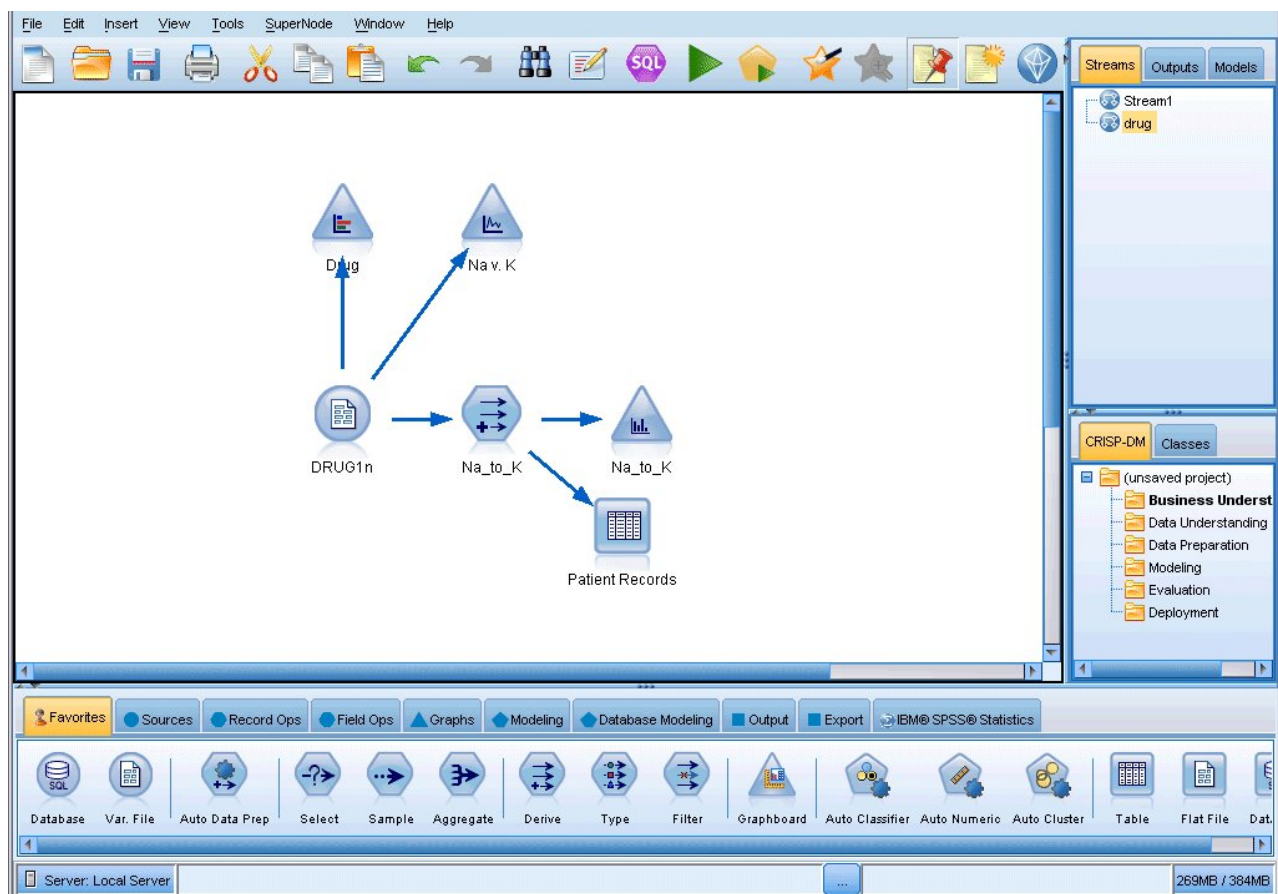 File Edit Insert View Tools SuperNode Window Help
SQL
Streams Outputs Models
Stream1
drug
Drug
Na v. K
DRUG1n
Na_to_K
Na_to_K
Patient Records
CRISP-DM Classes
(unsaved project)
Business Underst
Data Understanding
Data Preparation
Modeling
Evaluation
Deployment
Favorites Sources Record Ops Field Ops Graphs Modeling Database Modeling Output Export IBM® SPSS® Statistics
SQL
Database Var. File Auto Data Prep Select Sample Aggregate Derive Type Filter Graphboard Auto Classifier Auto Numeric Auto Cluster Table Flat File Dat
Server: Local Server ... 269MB / 384MB